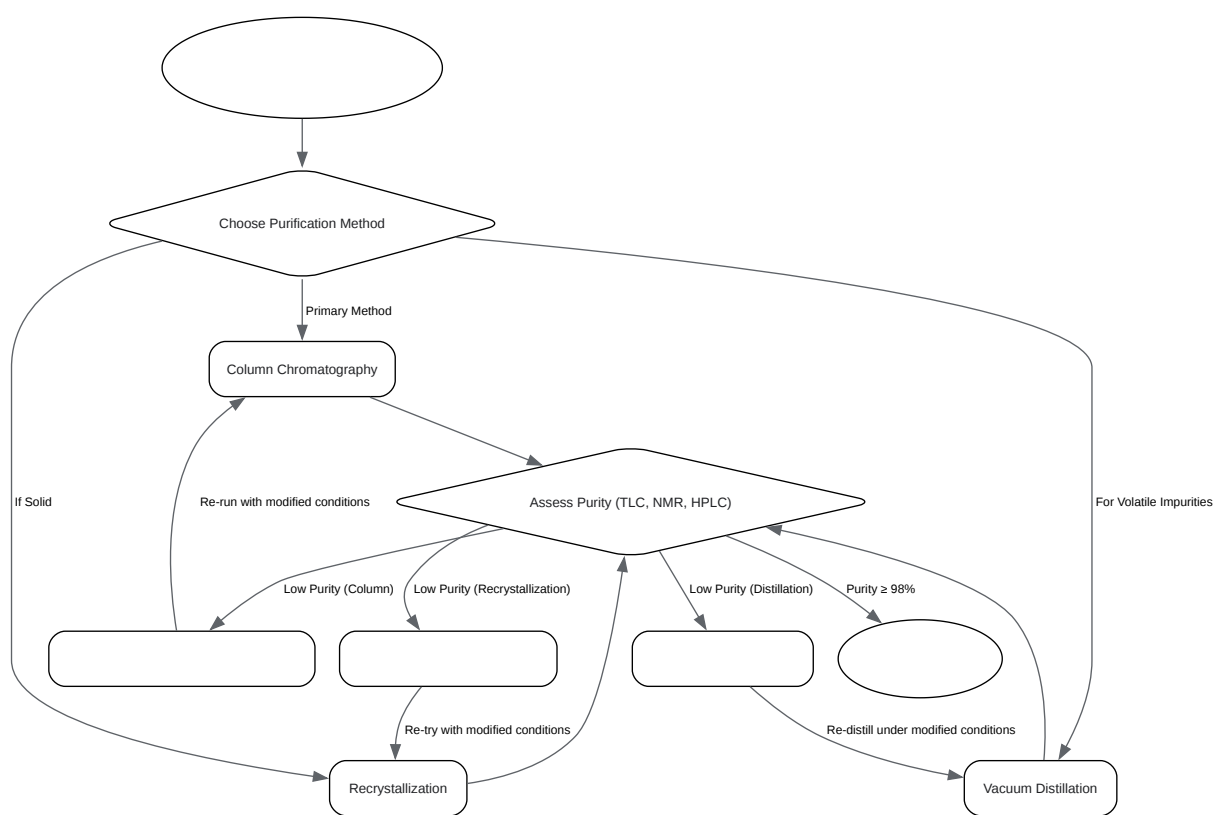 Choose Purification Method
Primary Method
Column Chromatography
If Solid
Re-run with modified conditions
Assess Purity (TLC, NMR, HPLC)
For Volatile Impurities
Low Purity (Column)
Low Purity (Recrystallization)
Low Purity (Distillation)
Purity ≥ 98%
Re-try with modified conditions
Re-distill under modified conditions
Recrystallization
Vacuum Distillation